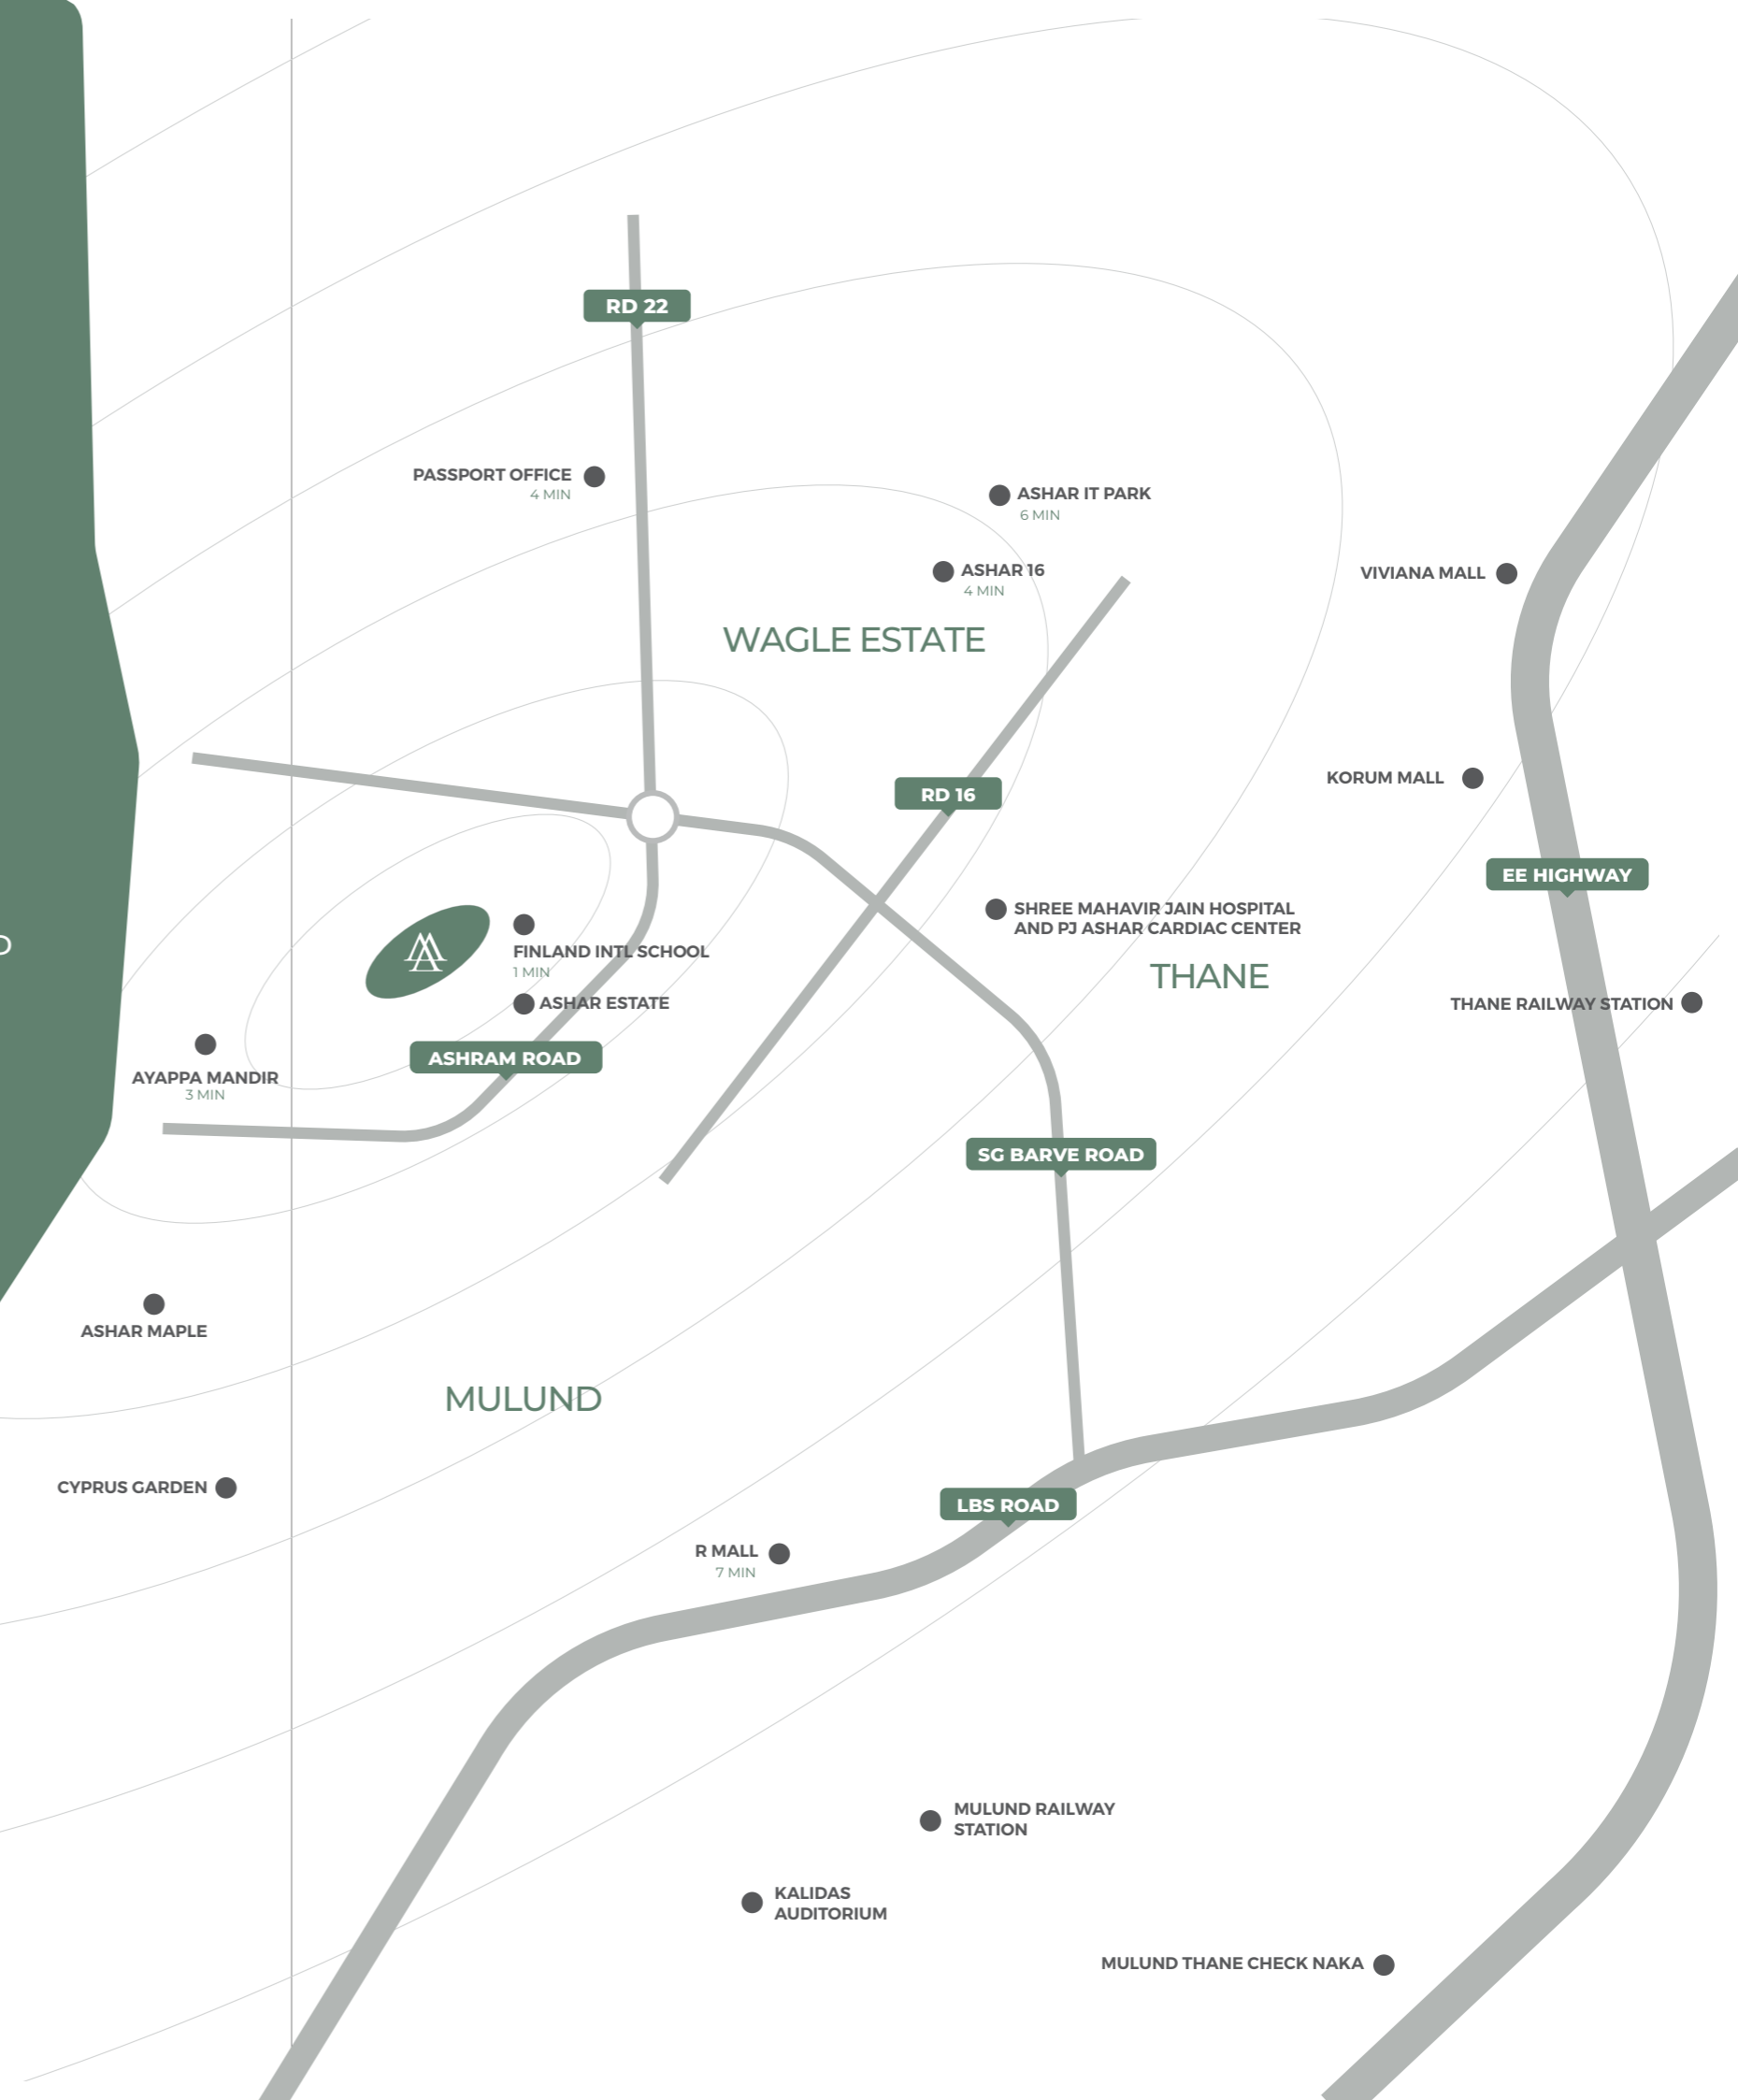 RD 22
PASSPORT OFFICE
4 MIN
ASHAR IT PARK
6 MIN
ASHAR 16
4 MIN
VIVIANA MALL
WAGLE ESTATE
KORUM MALL
RD 16
EE HIGHWAY
SHREE MAHAVIR JAIN HOSPITAL
AND PJ ASHAR CARDIAC CENTER
FINLAND INTL SCHOOL
1 MIN
THANE
ASHAR ESTATE
THANE RAILWAY STATION
ASHRAM ROAD
AYAPPA MANDIR
3 MIN
SG BARVE ROAD
ASHAR MAPLE
MULUND
CYPRUS GARDEN
LBS ROAD
R MALL
7 MIN
MULUND RAILWAY
STATION
KALIDAS
AUDITORIUM
MULUND THANE CHECK NAKA